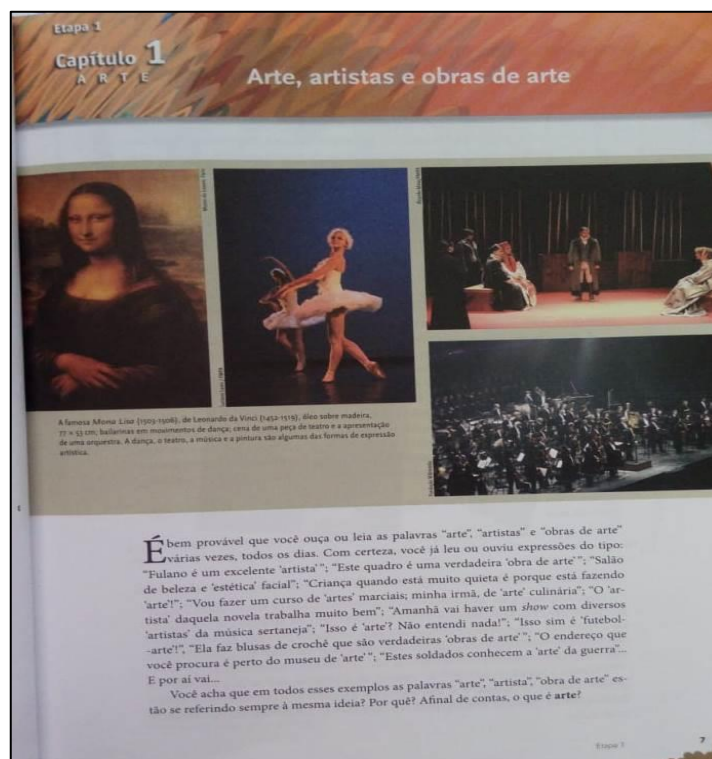 Etapa 1
Capítulo 1
ARTE
Arte, artistas e obras de arte
A famosa Mona Lisa (1503-1506), de Leonardo da Vinci (1452-1519), óleo sobre madeira,
77 × 53 cm; bailarinas em movimentos de dança; cena de uma peça de teatro e a apresentação
de uma orquestra. A dança, o teatro, a música e a pintura são algumas das formas de expressão
artística.
É bem provável que você ouça ou leia as palavras “arte”, “artistas” e “obras de arte”
várias vezes, todos os dias. Com certeza, você já leu ou ouviu expressões do tipo:
“Fulano é um excelente ‘artista’”; “Este quadro é uma verdadeira ‘obra de arte’”; “Salão
de beleza e ‘estética’ facial”; “Criança quando está muito quieta é porque está fazendo
‘arte’!”; “Vou fazer um curso de ‘artes’ marciais; minha irmã, de ‘arte’ culinária”; “O ‘ar-
tista’ daquela novela trabalha muito bem”; “Amanhã vai haver um show com diversos
‘artistas’ da música sertaneja”; “Isso é ‘arte’? Não entendi nada!”; “Isso sim é ‘futebol-
-arte’!”, “Ela faz blusas de crochê que são verdadeiras ‘obras de arte’”; “O endereço que
você procura é perto do museu de ‘arte’”; “Estes soldados conhecem a ‘arte’ da guerra”...
E por aí vai...
Você acha que em todos esses exemplos as palavras “arte”, “artista”, “obra de arte” es-
tão se referindo sempre à mesma ideia? Por quê? Afinal de contas, o que é arte?
7